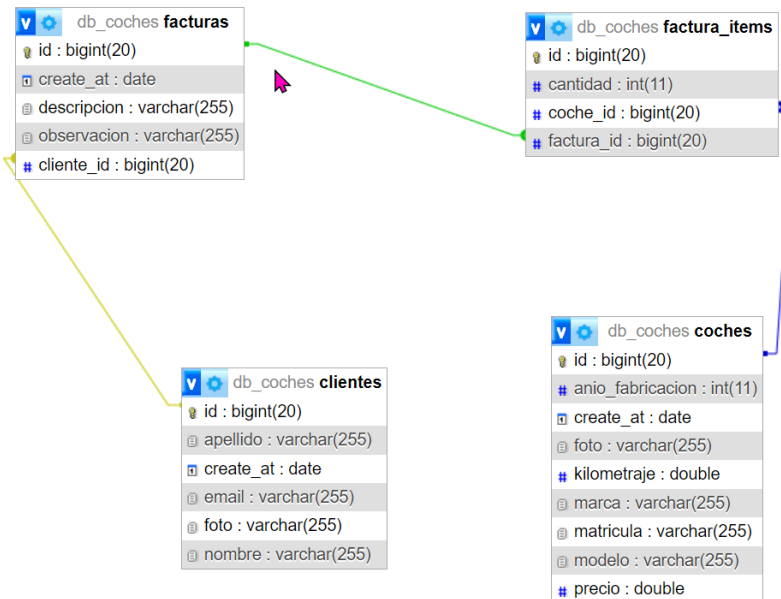 v db_coches facturas
id : bigint(20)
create_at : date
descripcion : varchar(255)
observacion : varchar(255)
# cliente_id : bigint(20)
v db_coches factura_items
id : bigint(20)
# cantidad : int(11)
# coche_id : bigint(20)
# factura_id : bigint(20)
v db_coches clientes
id : bigint(20)
apellido : varchar(255)
create_at : date
email : varchar(255)
foto : varchar(255)
nombre : varchar(255)
v db_coches coches
id : bigint(20)
# anio_fabricacion : int(11)
create_at : date
foto : varchar(255)
# kilometraje : double
marca : varchar(255)
matricula : varchar(255)
modelo : varchar(255)
# precio : double